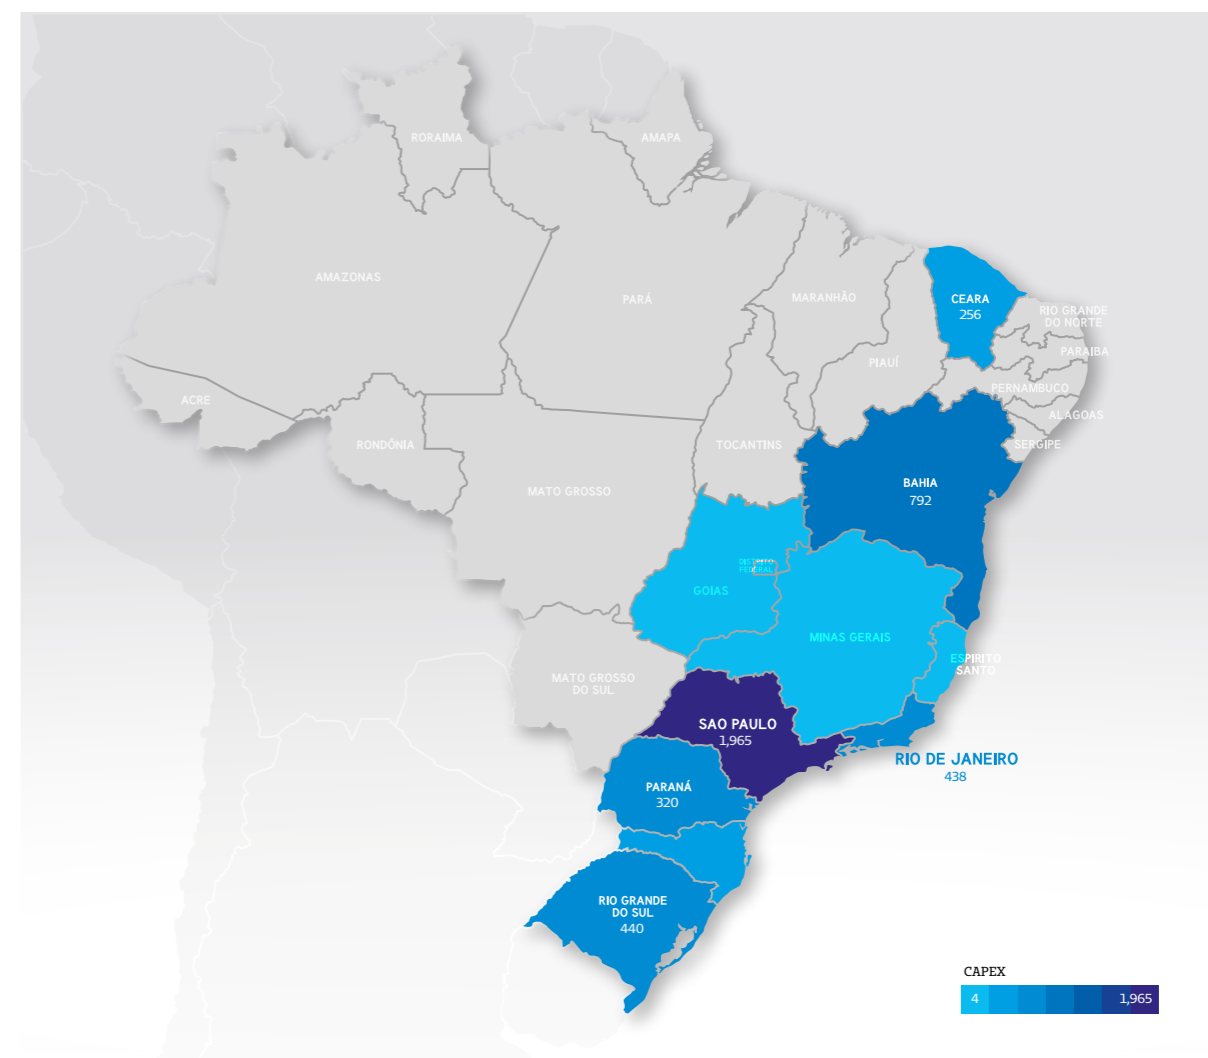 RORAIMA
AMAPA
AMAZONAS
PARÁ
MARANHÃO
CEARA
256
RIO GRANDE
DO NORTE
PARAIBA
PIAUÍ
PERNAMBUCO
ACRE
ALAGOAS
RONDÔNIA
TOCANTINS
SERGIPE
MATO GROSSO
BAHIA
792
DISTRITO
FEDERAL
GOIAS
MINAS GERAIS
ESPIRITO
SANTO
MATO GROSSO
DO SUL
SAO PAULO
1,965
RIO DE JANEIRO
438
PARANÁ
320
RIO GRANDE
DO SUL
440
CAPEX
4 1,965